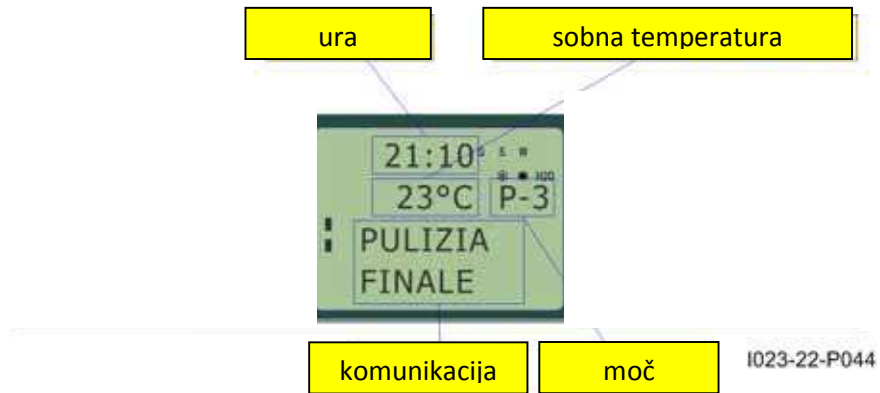 ura
sobna temperatura
21:10
23°C P-3
PULIZIA
FINALE
komunikacija
moč
I023-22-P044